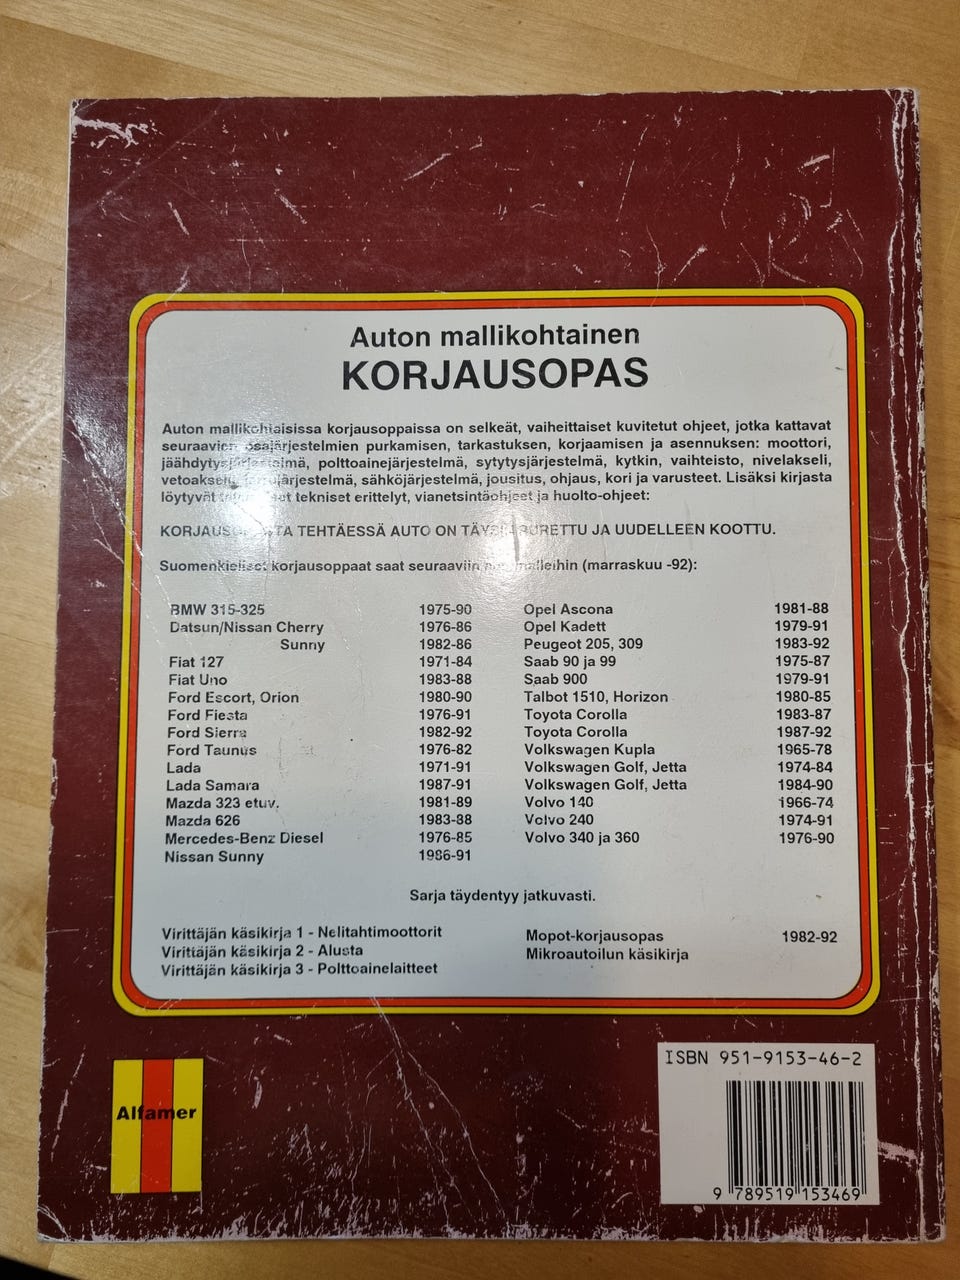 Auton mallikohtainen
KORJAUSOPAS
Auton mallikohtaisissa korjausoppaissa on selkeät, vaiheittaiset kuvitetut ohjeet, jotka kattavat
seuraavien osajärjestelmien purkamisen, tarkastuksen, korjaamisen ja asennuksen: moottori,
jäähdytysjärjestelmä, polttoainejärjestelmä, sytytysjärjestelmä, kytkin, vaihteisto, nivelakseli,
vetoakseli, jarrujärjestelmä, sähköjärjestelmä, jousitus, ohjaus, kori ja varusteet. Lisäksi kirjasta
löytyvät tekniset erittelyt, vianetsintäohjeet ja huolto-ohjeet:
KORJAUSOPASTA TEHTÄESSÄ AUTO ON TÄYSIN PURETTU JA UUDELLEEN KOOTTU.
Suomenkieliset korjausoppaat saat seuraaviin malleihin (marraskuu -92):
BMW 315-325 1975-90
Datsun/Nissan Cherry 1976-86
Sunny 1982-86
Fiat 127 1971-84
Fiat Uno 1983-88
Ford Escort, Orion 1980-90
Ford Fiesta 1976-91
Ford Sierra 1982-92
Ford Taunus 1976-82
Lada 1971-91
Lada Samara 1987-91
Mazda 323 etuv. 1981-89
Mazda 626 1983-88
Mercedes-Benz Diesel 1976-85
Nissan Sunny 1986-91
Opel Ascona 1981-88
Opel Kadett 1979-91
Peugeot 205, 309 1983-92
Saab 90 ja 99 1975-87
Saab 900 1979-91
Talbot 1510, Horizon 1980-85
Toyota Corolla 1983-87
Toyota Corolla 1987-92
Volkswagen Kupla 1965-78
Volkswagen Golf, Jetta 1974-84
Volkswagen Golf, Jetta 1984-90
Volvo 140 1966-74
Volvo 240 1974-91
Volvo 340 ja 360 1976-90
Sarja täydentyy jatkuvasti.
Virittäjän käsikirja 1 - Nelitahtimoottorit
Virittäjän käsikirja 2 - Alusta
Virittäjän käsikirja 3 - Polttoainelaitteet
Mopot-korjausopas 1982-92
Mikroautoilun käsikirja
Alfamer
ISBN 951-9153-46-2
9 789519 153469